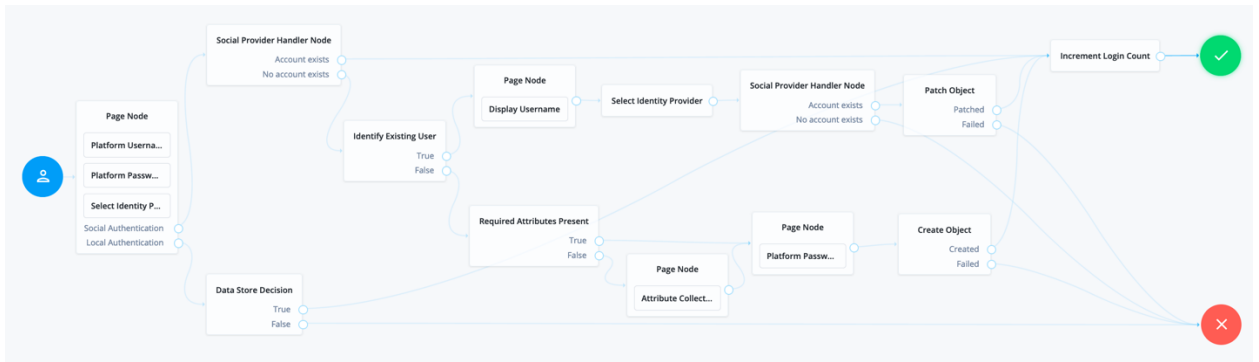 Page Node
Platform Userna...
Platform Passw...
Select Identity P...
Social Authentication
Local Authentication
Social Provider Handler Node
Account exists
No account exists
Data Store Decision
True
False
Identify Existing User
True
False
Page Node
Display Username
Required Attributes Present
True
False
Select Identity Provider
Page Node
Attribute Collect...
Social Provider Handler Node
Account exists
No account exists
Page Node
Platform Passw...
Patch Object
Patched
Failed
Create Object
Created
Failed
Increment Login Count